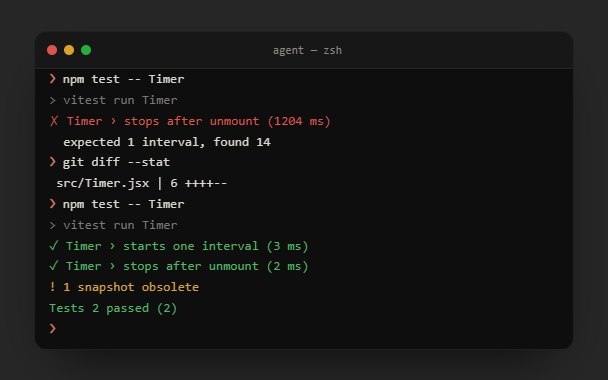 agent — zsh
❯ npm test -- Timer
> vitest run Timer
✗ Timer › stops after unmount (1204 ms)
expected 1 interval, found 14
❯ git diff --stat
src/Timer.jsx | 6 ++++--
❯ npm test -- Timer
> vitest run Timer
✓ Timer › starts one interval (3 ms)
✓ Timer › stops after unmount (2 ms)
! 1 snapshot obsolete
Tests 2 passed (2)
❯